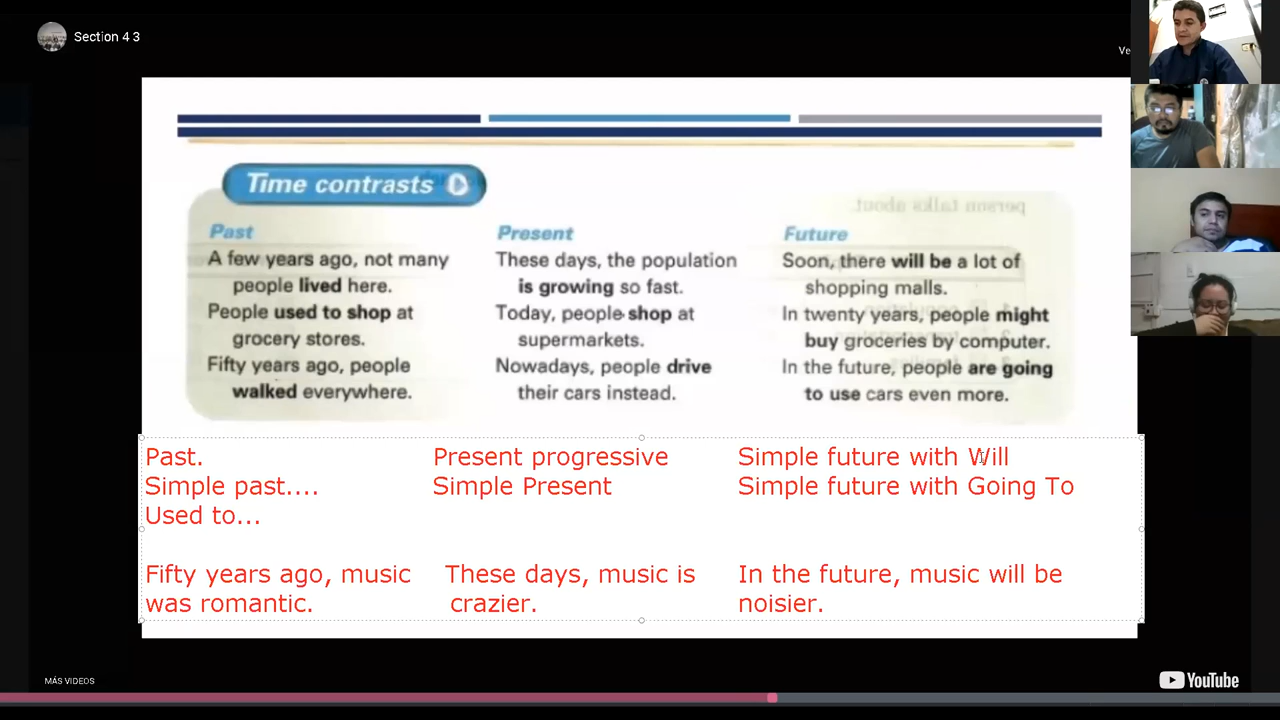 Section 4 3
Ve
Time contrasts
person talks about
Past
A few years ago, not many
people lived here.
People used to shop at
grocery stores.
Fifty years ago, people
walked everywhere.
Present
These days, the population
is growing so fast.
Today, people shop at
supermarkets.
Nowadays, people drive
their cars instead.
Future
Soon, there will be a lot of
shopping malls.
In twenty years, people might
buy groceries by computer.
In the future, people are going
to use cars even more.
Past.
Simple past....
Used to...
Present progressive
Simple Present
Simple future with Will
Simple future with Going To
Fifty years ago, music
was romantic.
These days, music is
crazier.
In the future, music will be
noisier.
MÁS VIDEOS
YouTube